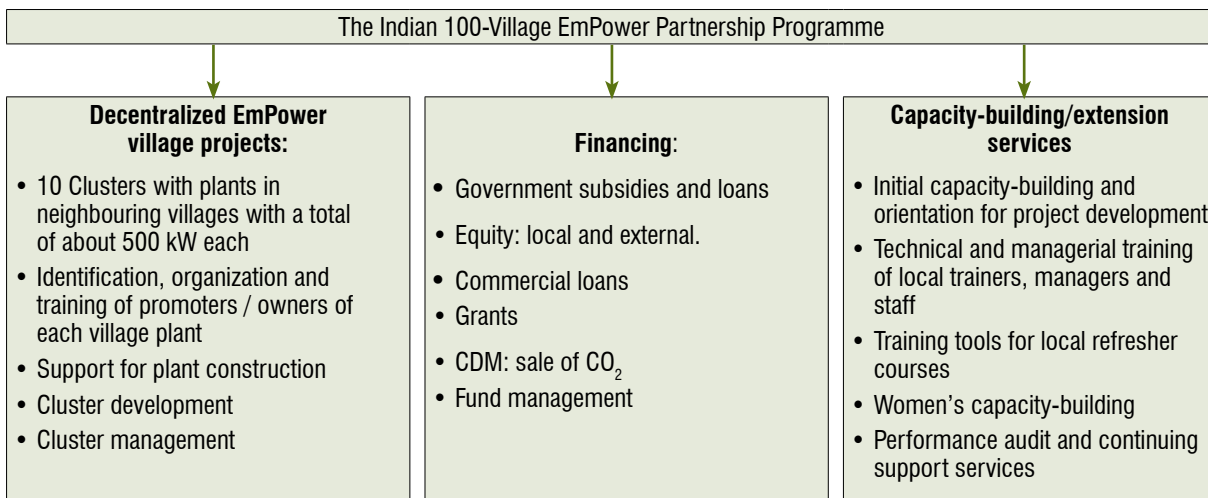 The Indian 100-Village EmPower Partnership Programme
Decentralized EmPower
village projects:
• 10 Clusters with plants in
neighbouring villages with a total
of about 500 kW each
• Identification, organization and
training of promoters / owners of
each village plant
• Support for plant construction
• Cluster development
• Cluster management
Financing:
• Government subsidies and loans
• Equity: local and external.
• Commercial loans
• Grants
• CDM: sale of CO₂
• Fund management
Capacity-building/extension
services
• Initial capacity-building and
orientation for project development
• Technical and managerial training
of local trainers, managers and
staff
• Training tools for local refresher
courses
• Women’s capacity-building
• Performance audit and continuing
support services